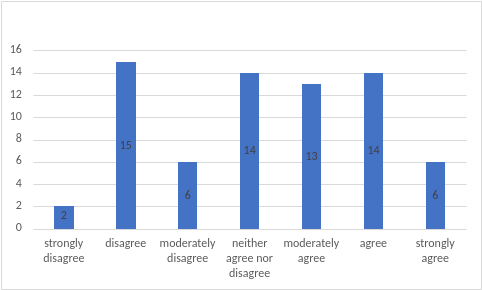 16
14
12
10
8
6
4
2
0
2
15
6
14
13
14
6
strongly
disagree
disagree
moderately
disagree
neither
agree nor
disagree
moderately
agree
agree
strongly
agree